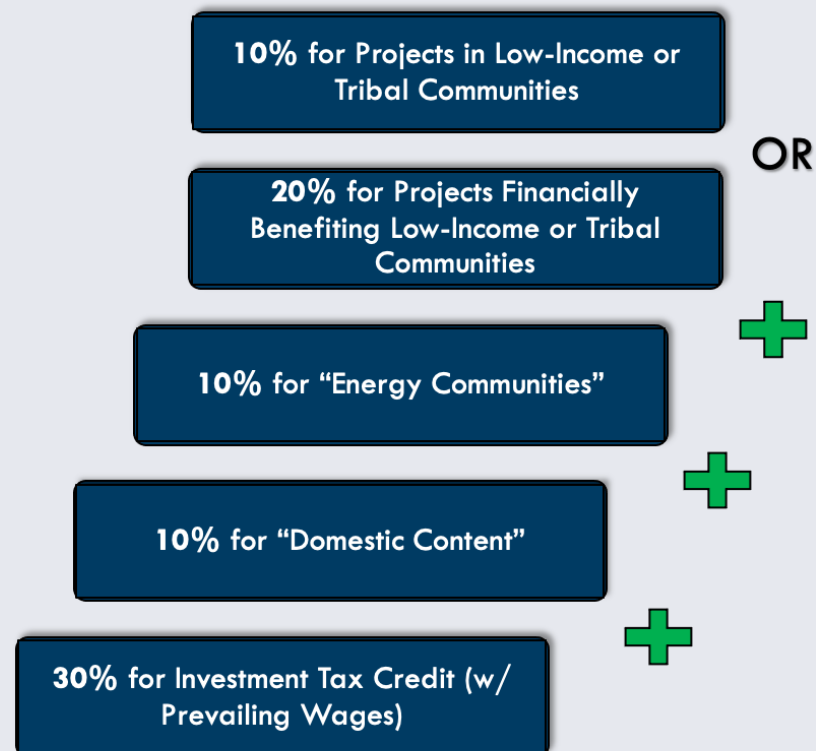 10% for Projects in Low-Income or
Tribal Communities
OR
20% for Projects Financially
Benefiting Low-Income or Tribal
Communities
10% for “Energy Communities”
10% for “Domestic Content”
30% for Investment Tax Credit (w/
Prevailing Wages)